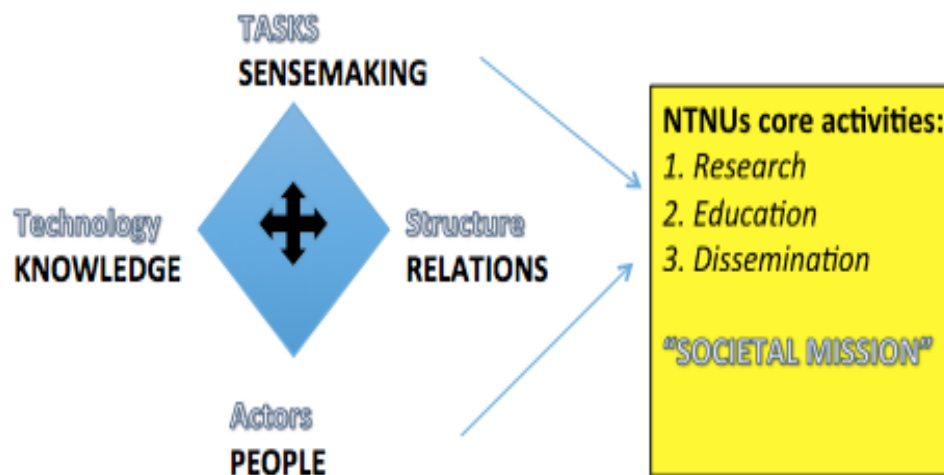 TASKS
SENSEMAKING
Technology
KNOWLEDGE
Structure
RELATIONS
Actors
PEOPLE
NTNUs core activities:
1. Research
2. Education
3. Dissemination
“SOCIETAL MISSION”